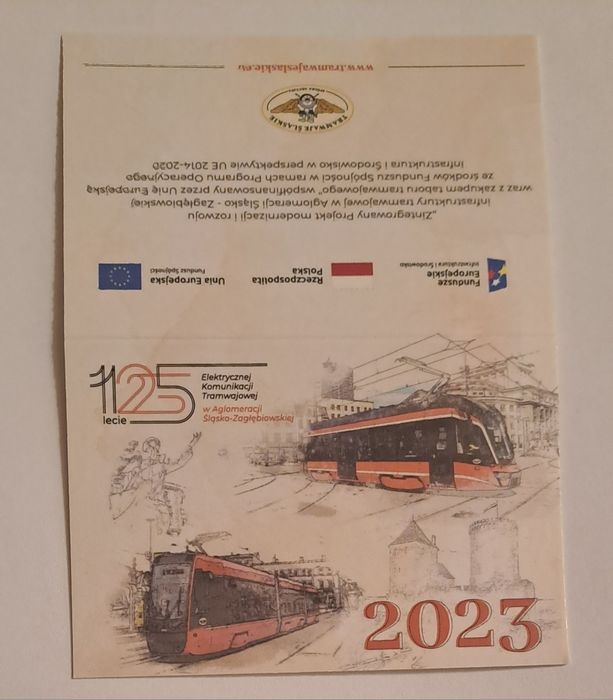 www.tramwajeslaskie.eu
TRAMWAJE ŚLĄSKIE
SPÓŁKA AKCYJNA
„Zintegrowany Projekt modernizacji i rozwoju
infrastruktury tramwajowej w Aglomeracji Śląsko - Zagłębiowskiej
wraz z zakupem taboru tramwajowego” współfinansowany przez Unię Europejską
ze środków Funduszu Spójności w ramach Programu Operacyjnego
Infrastruktura i Środowisko w perspektywie UE 2014-2020
Fundusze
Europejskie
Infrastruktura i Środowisko
Rzeczpospolita
Polska
Unia Europejska
Fundusz Spójności
125
lecie
Elektrycznej
Komunikacji
Tramwajowej
w Aglomeracji
Śląsko-Zagłębiowskiej
2023